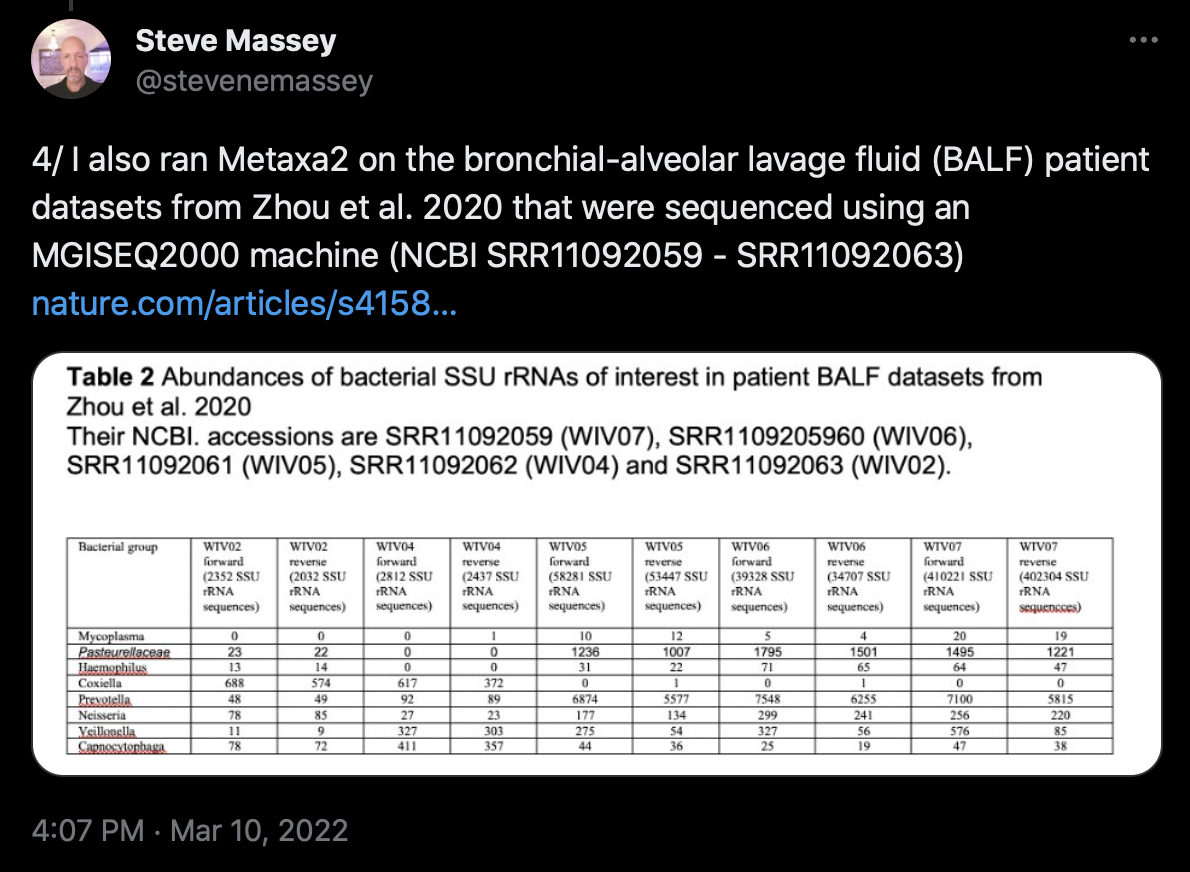 Steve Massey
@stevenemassey
4/ I also ran Metaxa2 on the bronchial-alveolar lavage fluid (BALF) patient
datasets from Zhou et al. 2020 that were sequenced using an
MGISEQ2000 machine (NCBI SRR11092059 - SRR11092063)
nature.com/articles/s4158...
Table 2 Abundances of bacterial SSU rRNAs of interest in patient BALF datasets from
Zhou et al. 2020
Their NCBI. accessions are SRR11092059 (WIV07), SRR1109205960 (WIV06),
SRR11092061 (WIV05), SRR11092062 (WIV04) and SRR11092063 (WIV02).
Bacterial group WIV02 WIV02 WIV04 WIV04 WIV05 WIV05 WIV06 WIV06 WIV07 WIV07
forward reverse forward reverse forward reverse forward reverse forward reverse
(2352 SSU (2032 SSU (2812 SSU (2437 SSU (58281 SSU (53447 SSU (39328 SSU (34707 SSU (410221 SSU (402304 SSU
rRNA rRNA rRNA rRNA rRNA rRNA rRNA rRNA rRNA rRNA
sequences) sequences) sequences) sequences) sequences) sequences) sequences) sequences) sequences) sequencces)
Mycoplasma 0 0 0 1 10 12 5 4 20 19
Pasteurellaceae 23 22 0 0 1236 1007 1795 1501 1495 1221
Haemophilus 13 14 0 0 31 22 71 65 64 47
Coxiella 688 574 617 372 0 1 0 1 0 0
Prevotella 48 49 92 89 6874 5577 7548 6255 7100 5815
Neisseria 78 85 27 23 177 134 299 241 256 220
Veillonella 11 9 327 303 275 54 327 56 576 85
Capnocytophaga 78 72 411 357 44 36 25 19 47 38
4:07 PM · Mar 10, 2022